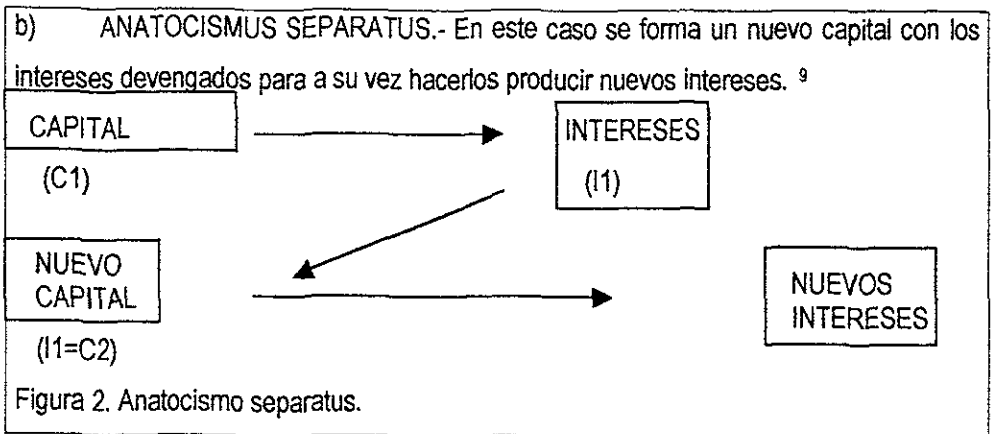 b) ANATOCISMUS SEPARATUS.- En este caso se forma un nuevo capital con los
intereses devengados para a su vez hacerlos producir nuevos intereses. 9
CAPITAL
(C1)
INTERESES
(I1)
NUEVO
CAPITAL
(I1=C2)
NUEVOS
INTERESES
Figura 2. Anatocismo separatus.